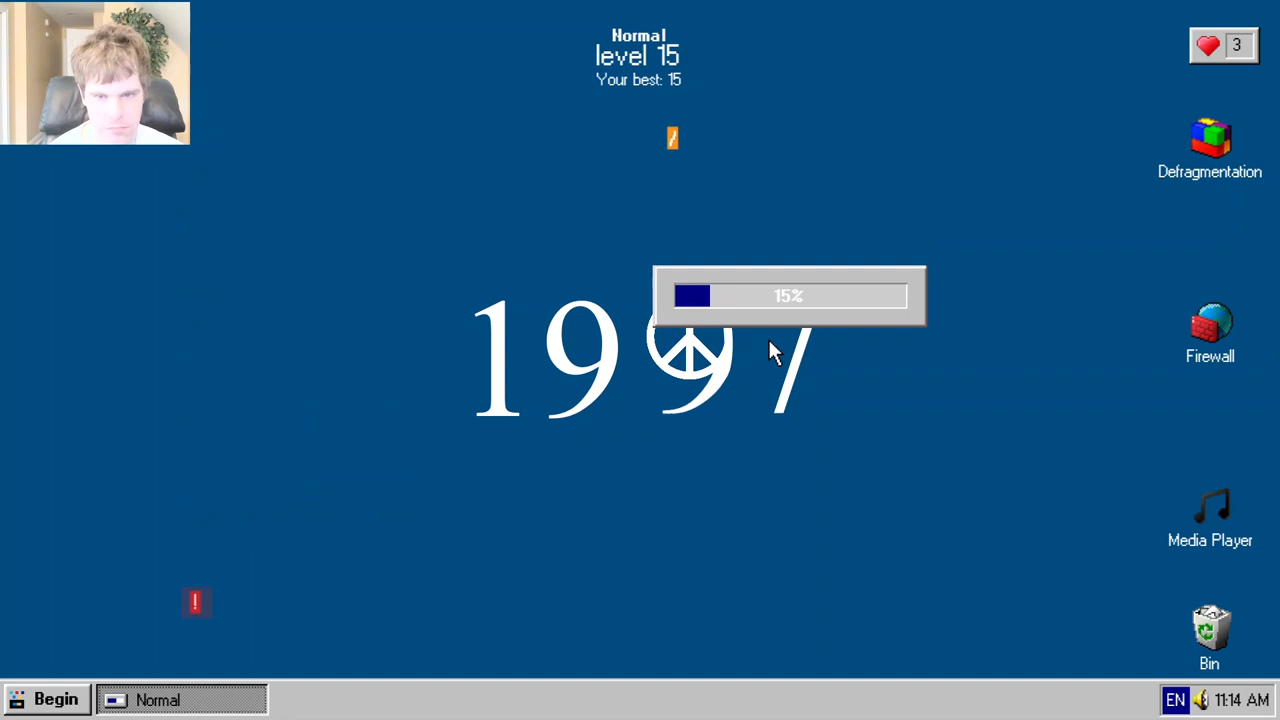 Normal
level 15
Your best: 15
3
Defragmentation
15%
1997
Firewall
Media Player
!
Bin
Begin
Normal
EN
11:14 AM